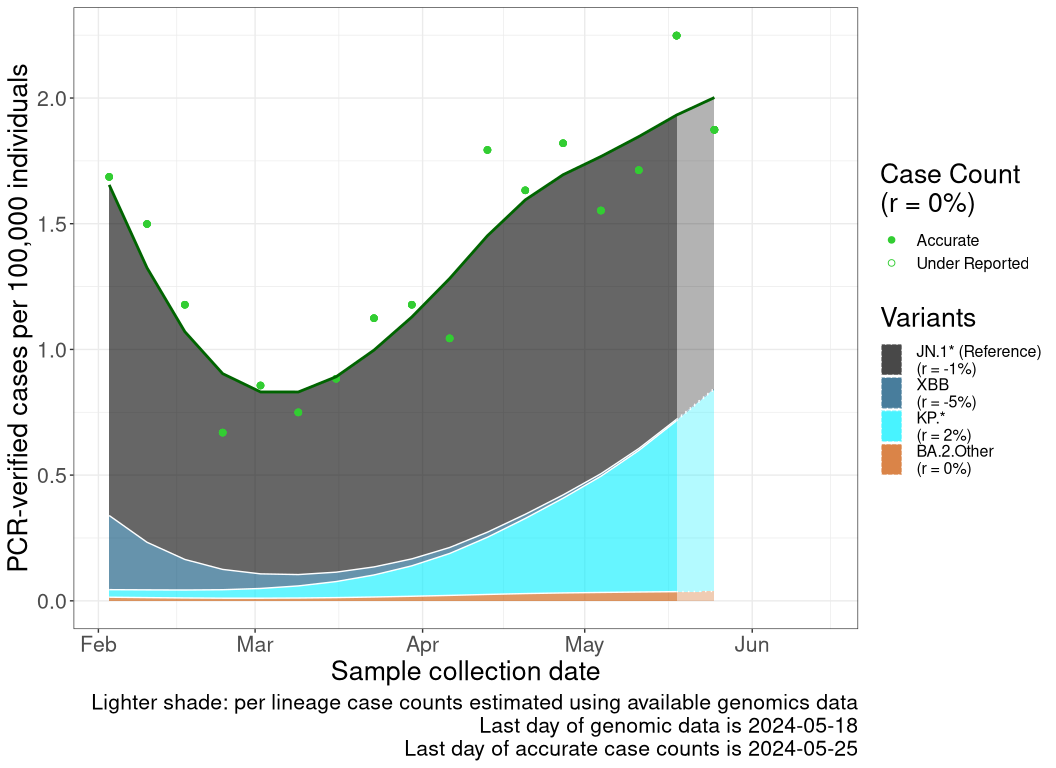 PCR-verified cases per 100,000 individuals
2.0
1.5
1.0
0.5
0.0
Feb
Mar
Apr
May
Jun
Sample collection date
Lighter shade: per lineage case counts estimated using available genomics data
Last day of genomic data is 2024-05-18
Last day of accurate case counts is 2024-05-25
Case Count
(r = 0%)
Accurate
Under Reported
Variants
JN.1* (Reference)
(r = -1%)
XBB
(r = -5%)
KP.*
(r = 2%)
BA.2.Other
(r = 0%)